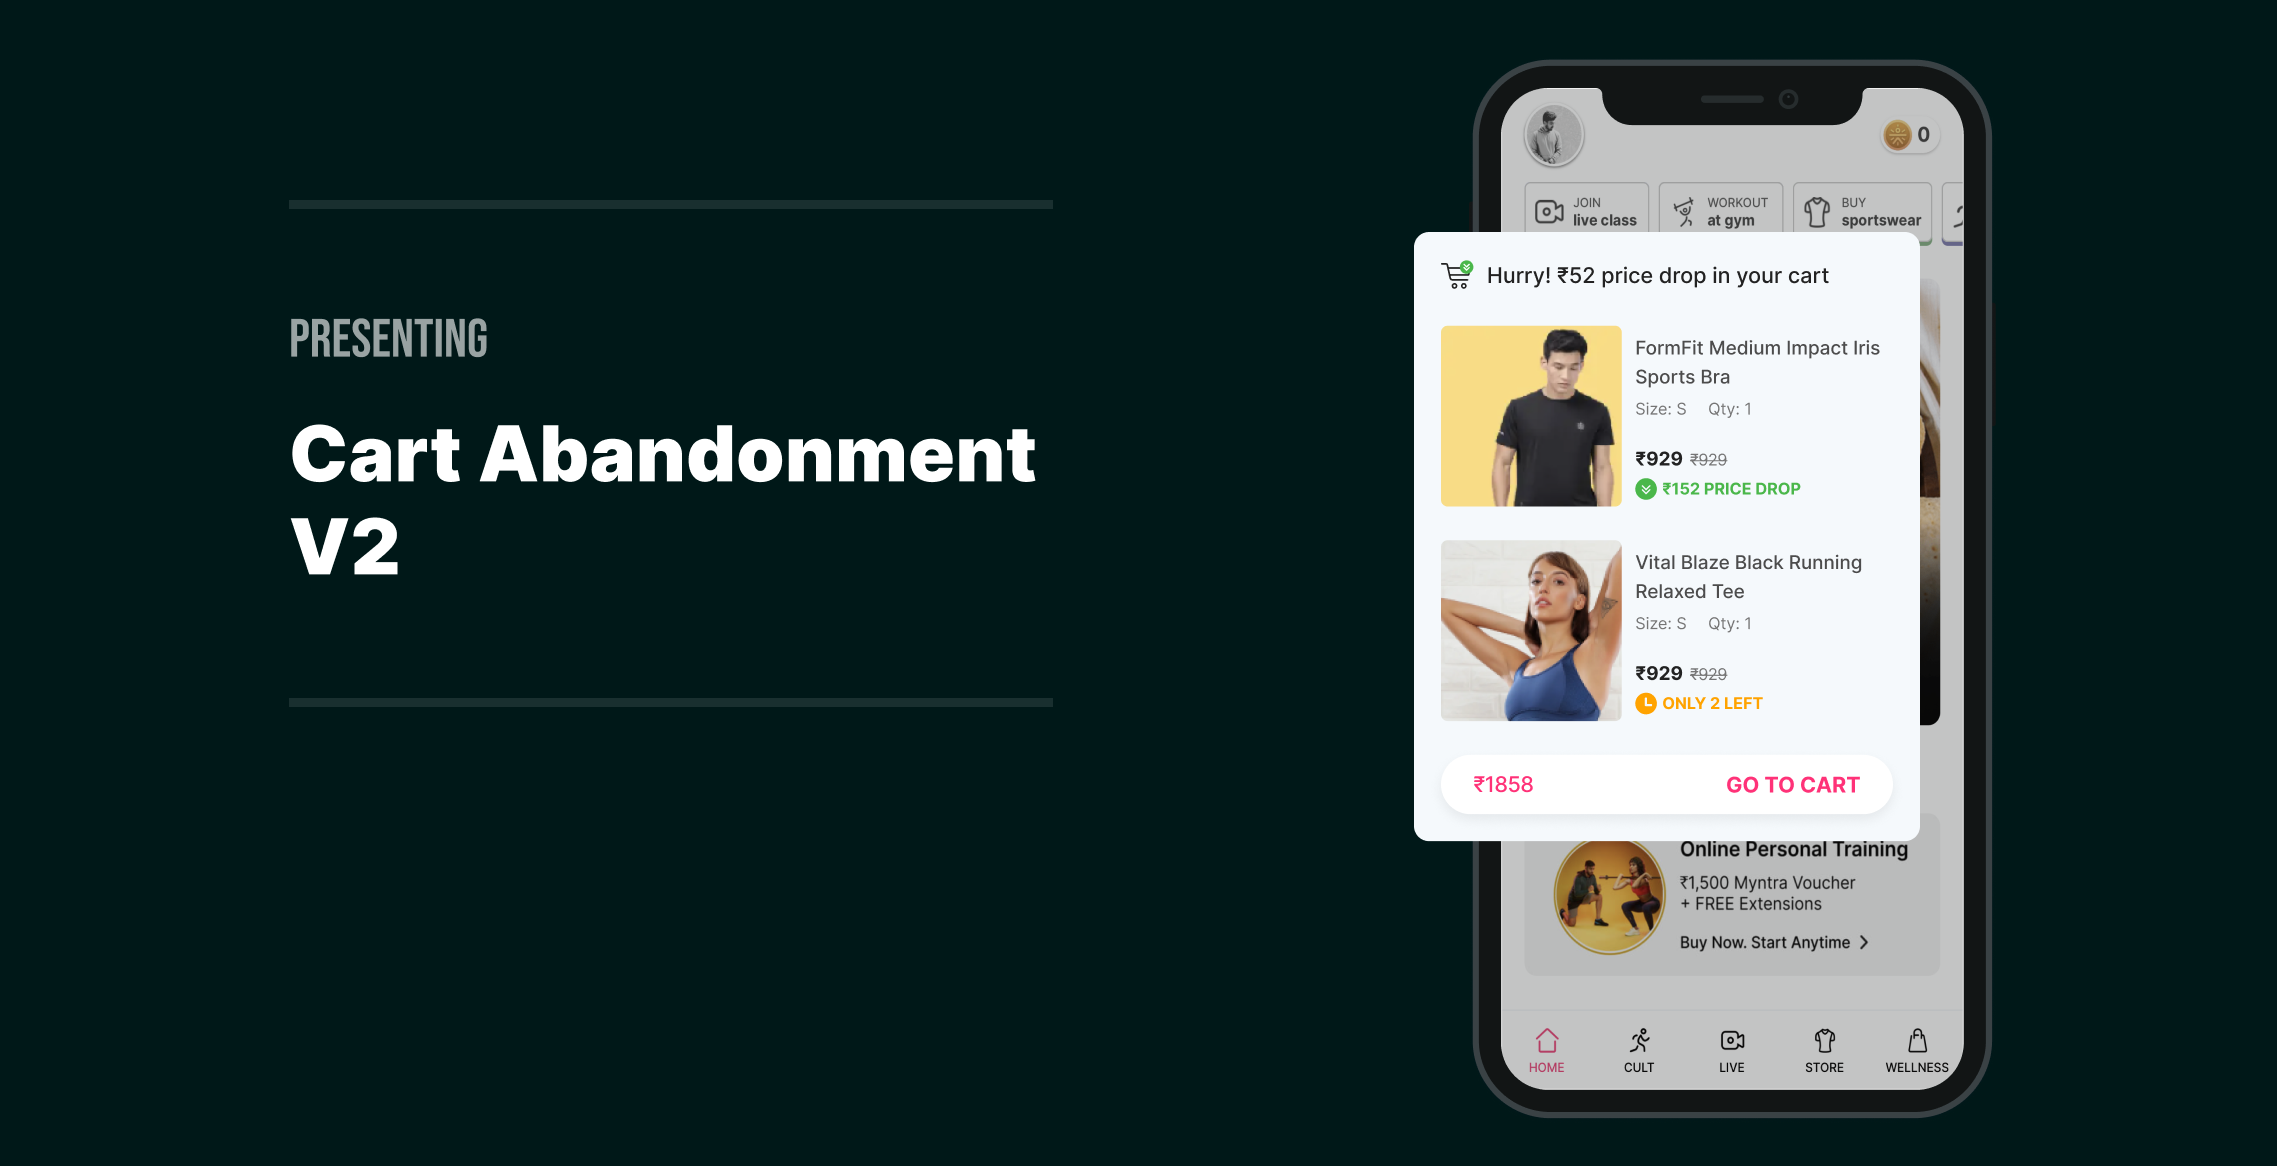 PRESENTING
Cart Abandonment
V2
0
JOIN
live class
WORKOUT
at gym
BUY
sportswear
Hurry! ₹52 price drop in your cart
FormFit Medium Impact Iris
Sports Bra
Size: S Qty: 1
₹929 ₹929
₹152 PRICE DROP
Vital Blaze Black Running
Relaxed Tee
Size: S Qty: 1
₹929 ₹929
ONLY 2 LEFT
₹1858 GO TO CART
Online Personal Training
₹1,500 Myntra Voucher
+ FREE Extensions
Buy Now. Start Anytime
HOME CULT LIVE STORE WELLNESS